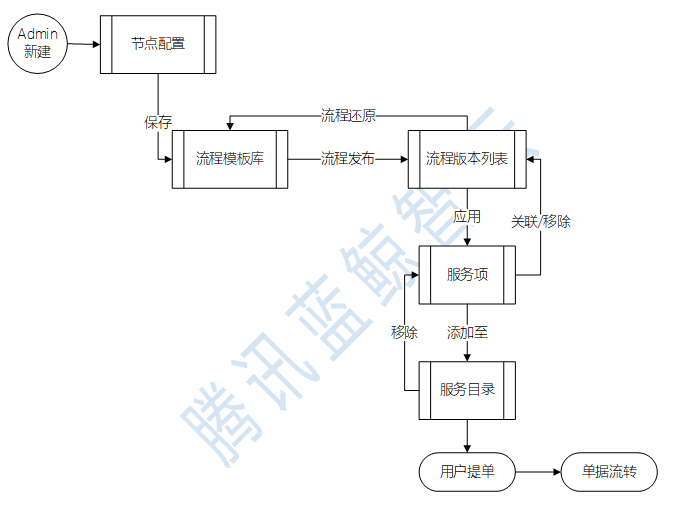 Admin
新建
节点配置
保存
流程还原
流程模板库
流程发布
流程版本列表
应用
关联/移除
服务项
移除
添加至
服务目录
用户提单
单据流转
腾讯蓝鲸智云